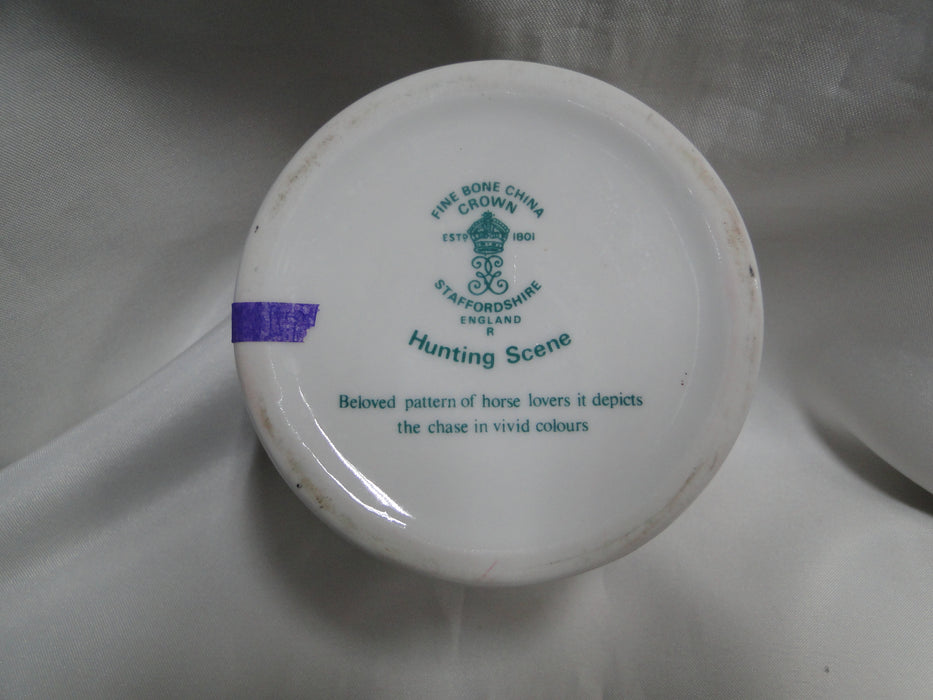 FINE BONE CHINA
CROWN
ESTD 1801
STAFFORDSHIRE
ENGLAND
R
Hunting Scene
Beloved pattern of horse lovers it depicts
the chase in vivid colours